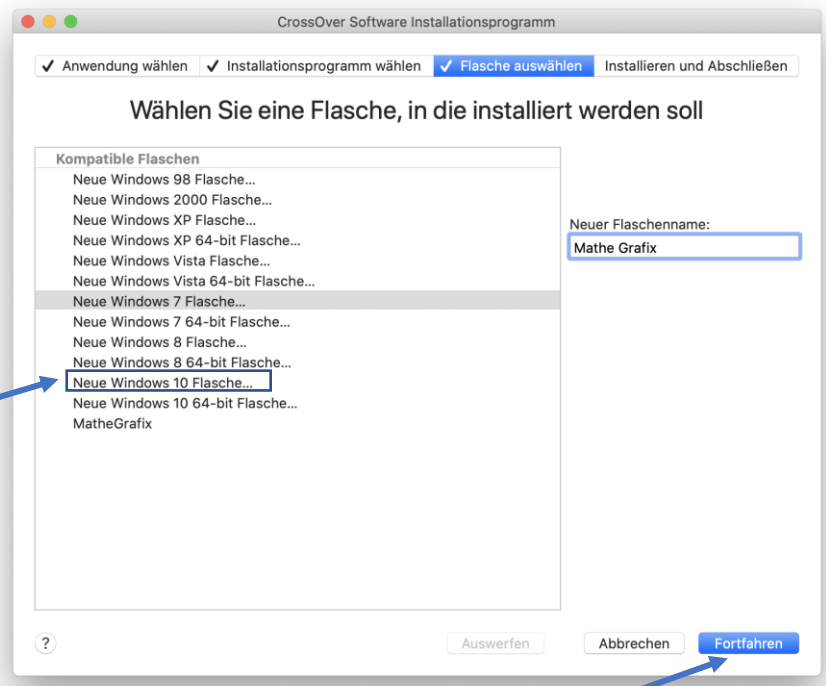 CrossOver Software Installationsprogramm
✓ Anwendung wählen ✓ Installationsprogramm wählen ✓ Flasche auswählen Installieren und Abschließen
Wählen Sie eine Flasche, in die installiert werden soll
Kompatible Flaschen
Neue Windows 98 Flasche...
Neue Windows 2000 Flasche...
Neue Windows XP Flasche...
Neue Windows XP 64-bit Flasche...
Neue Windows Vista Flasche...
Neue Windows Vista 64-bit Flasche...
Neue Windows 7 Flasche...
Neue Windows 7 64-bit Flasche...
Neue Windows 8 Flasche...
Neue Windows 8 64-bit Flasche...
Neue Windows 10 Flasche...
Neue Windows 10 64-bit Flasche...
MatheGrafix
Neuer Flaschenname:
Mathe Grafix
? Auswerfen Abbrechen Fortfahren